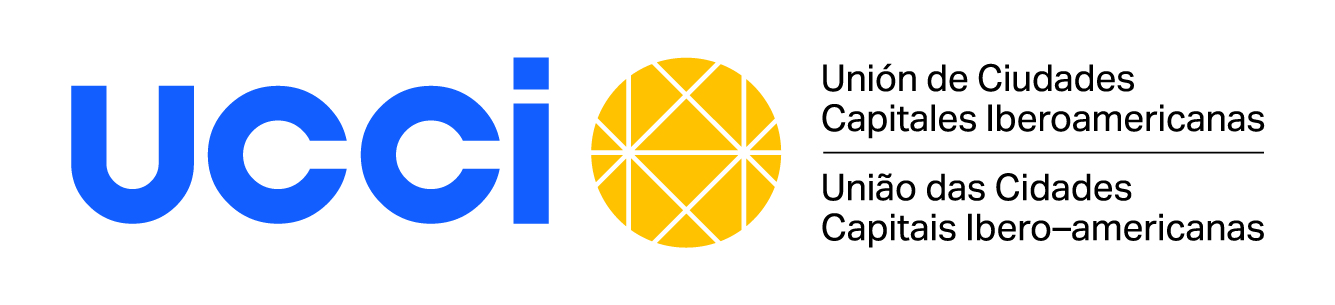 ucci
Unión de Ciudades
Capitales Iberoamericanas
União das Cidades
Capitais Ibero–americanas